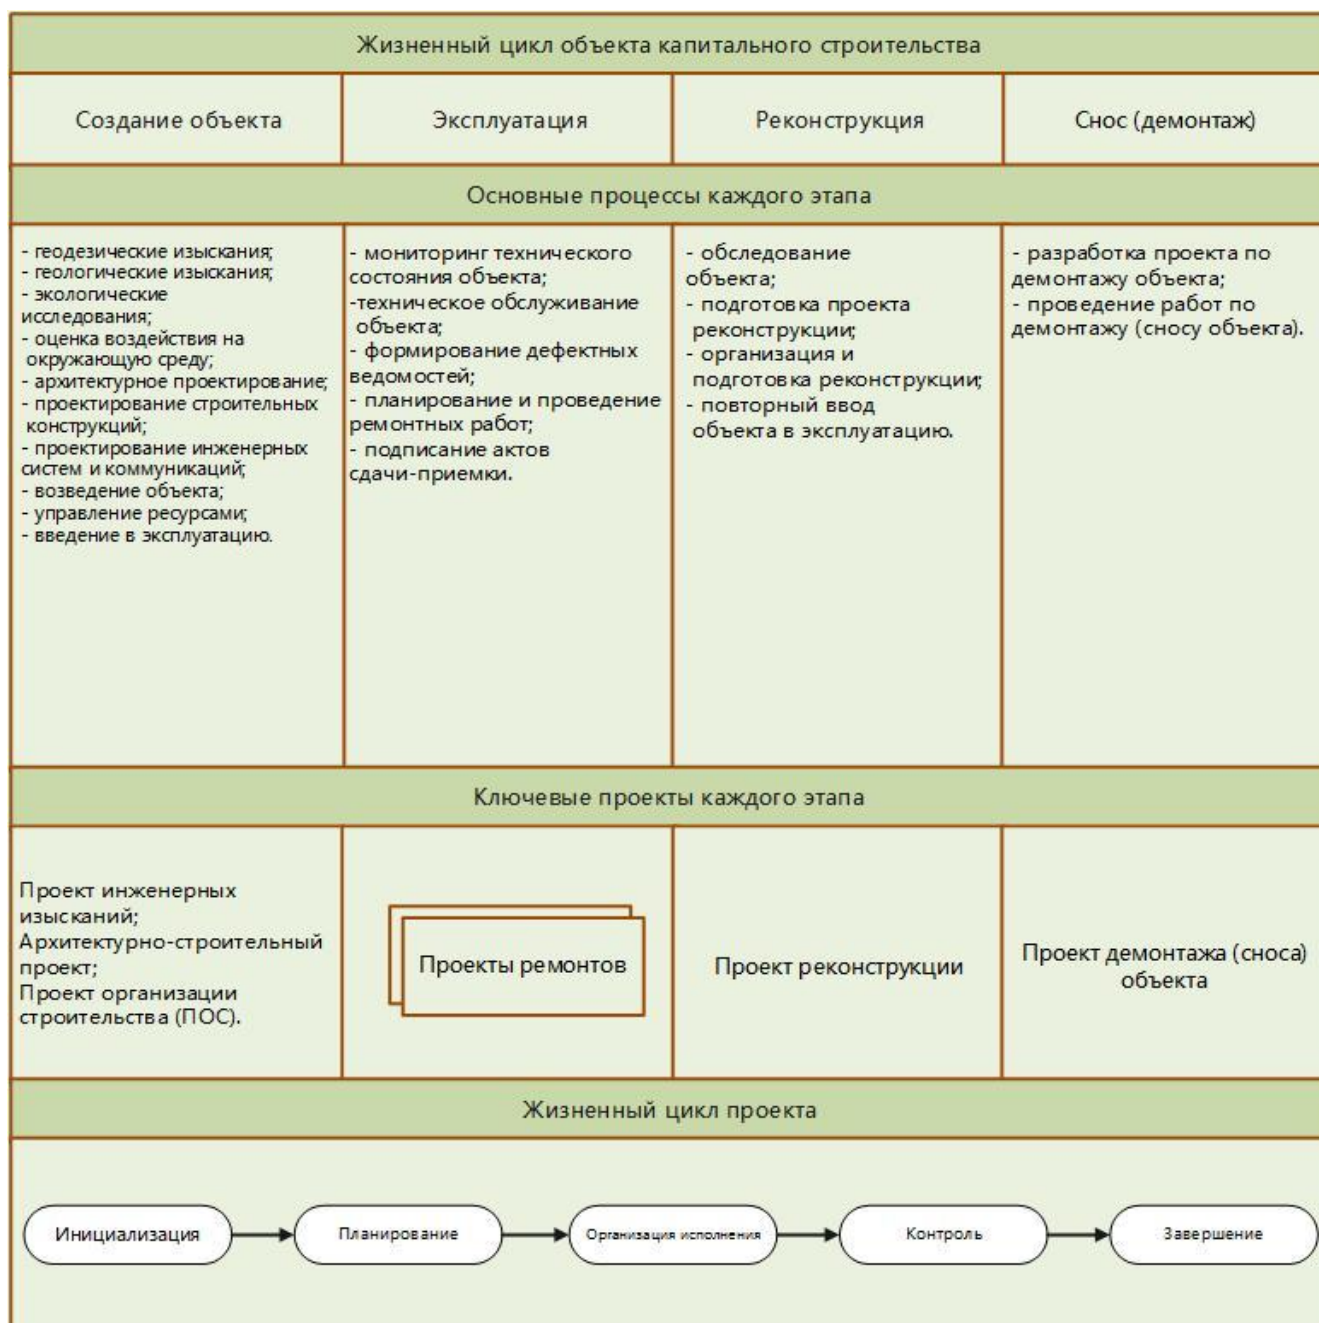 Жизненный цикл объекта капитального строительства
Создание объекта
Эксплуатация
Реконструкция
Снос (демонтаж)
Основные процессы каждого этапа
- геодезические изыскания;
- геологические изыскания;
- экологические
исследования;
- оценка воздействия на
окружающую среду;
- архитектурное проектирование;
- проектирование строительных
конструкций;
- проектирование инженерных
систем и коммуникаций;
- возведение объекта;
- управление ресурсами;
- введение в эксплуатацию.
- мониторинг технического
состояния объекта;
-техническое обслуживание
объекта;
- формирование дефектных
ведомостей;
- планирование и проведение
ремонтных работ;
- подписание актов
сдачи-приемки.
- обследование
объекта;
- подготовка проекта
реконструкции;
- организация и
подготовка реконструкции;
- повторный ввод
объекта в эксплуатацию.
- разработка проекта по
демонтажу объекта;
- проведение работ по
демонтажу (сносу объекта).
Ключевые проекты каждого этапа
Проект инженерных
изысканий;
Архитектурно-строительный
проект;
Проект организации
строительства (ПОС).
Проекты ремонтов
Проект реконструкции
Проект демонтажа (сноса)
объекта
Жизненный цикл проекта
Инициализация
Планирование
Организация исполнения
Контроль
Завершение